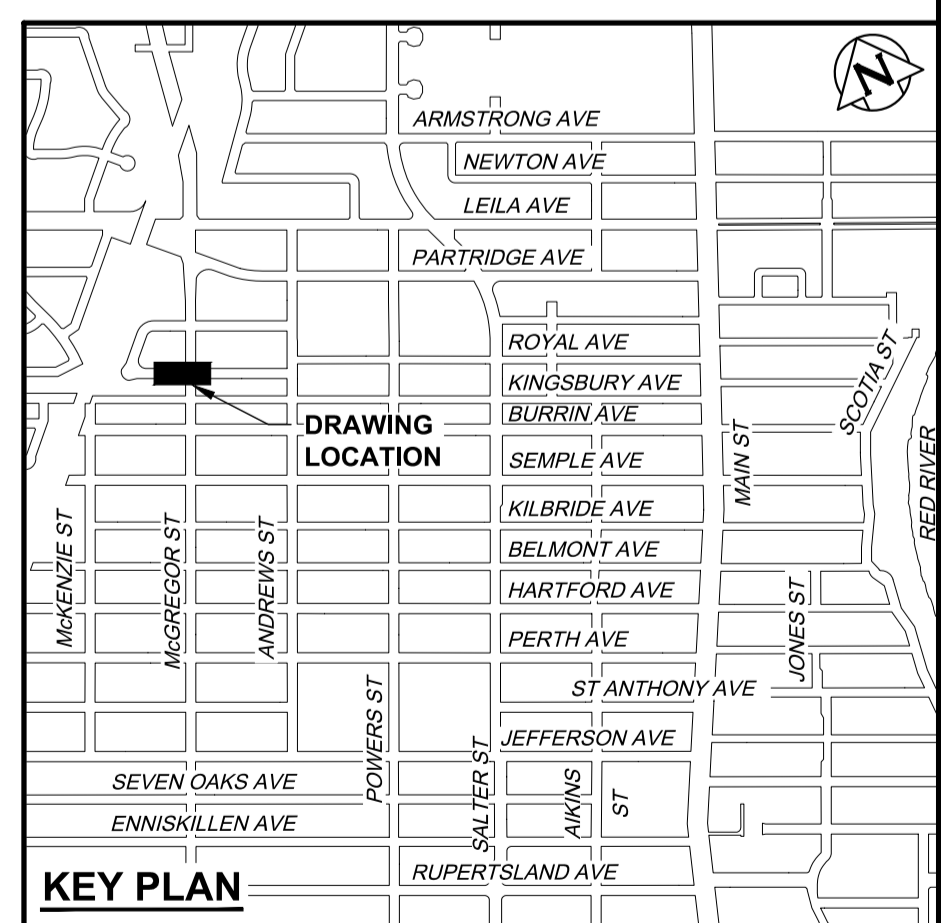 N
ARMSTRONG AVE
NEWTON AVE
LEILA AVE
PARTRIDGE AVE
ROYAL AVE
KINGSBURY AVE
BURRIN AVE
DRAWING
LOCATION
SEMPLE AVE
KILBRIDE AVE
BELMONT AVE
HARTFORD AVE
PERTH AVE
ST ANTHONY AVE
JEFFERSON AVE
McKENZIE ST
McGREGOR ST
ANDREWS ST
POWERS ST
SALTER ST
AIKINS
ST
MAIN ST
JONES ST
SCOTIA ST
RED RIVER
SEVEN OAKS AVE
ENNISKILLEN AVE
RUPERTSLAND AVE
KEY PLAN